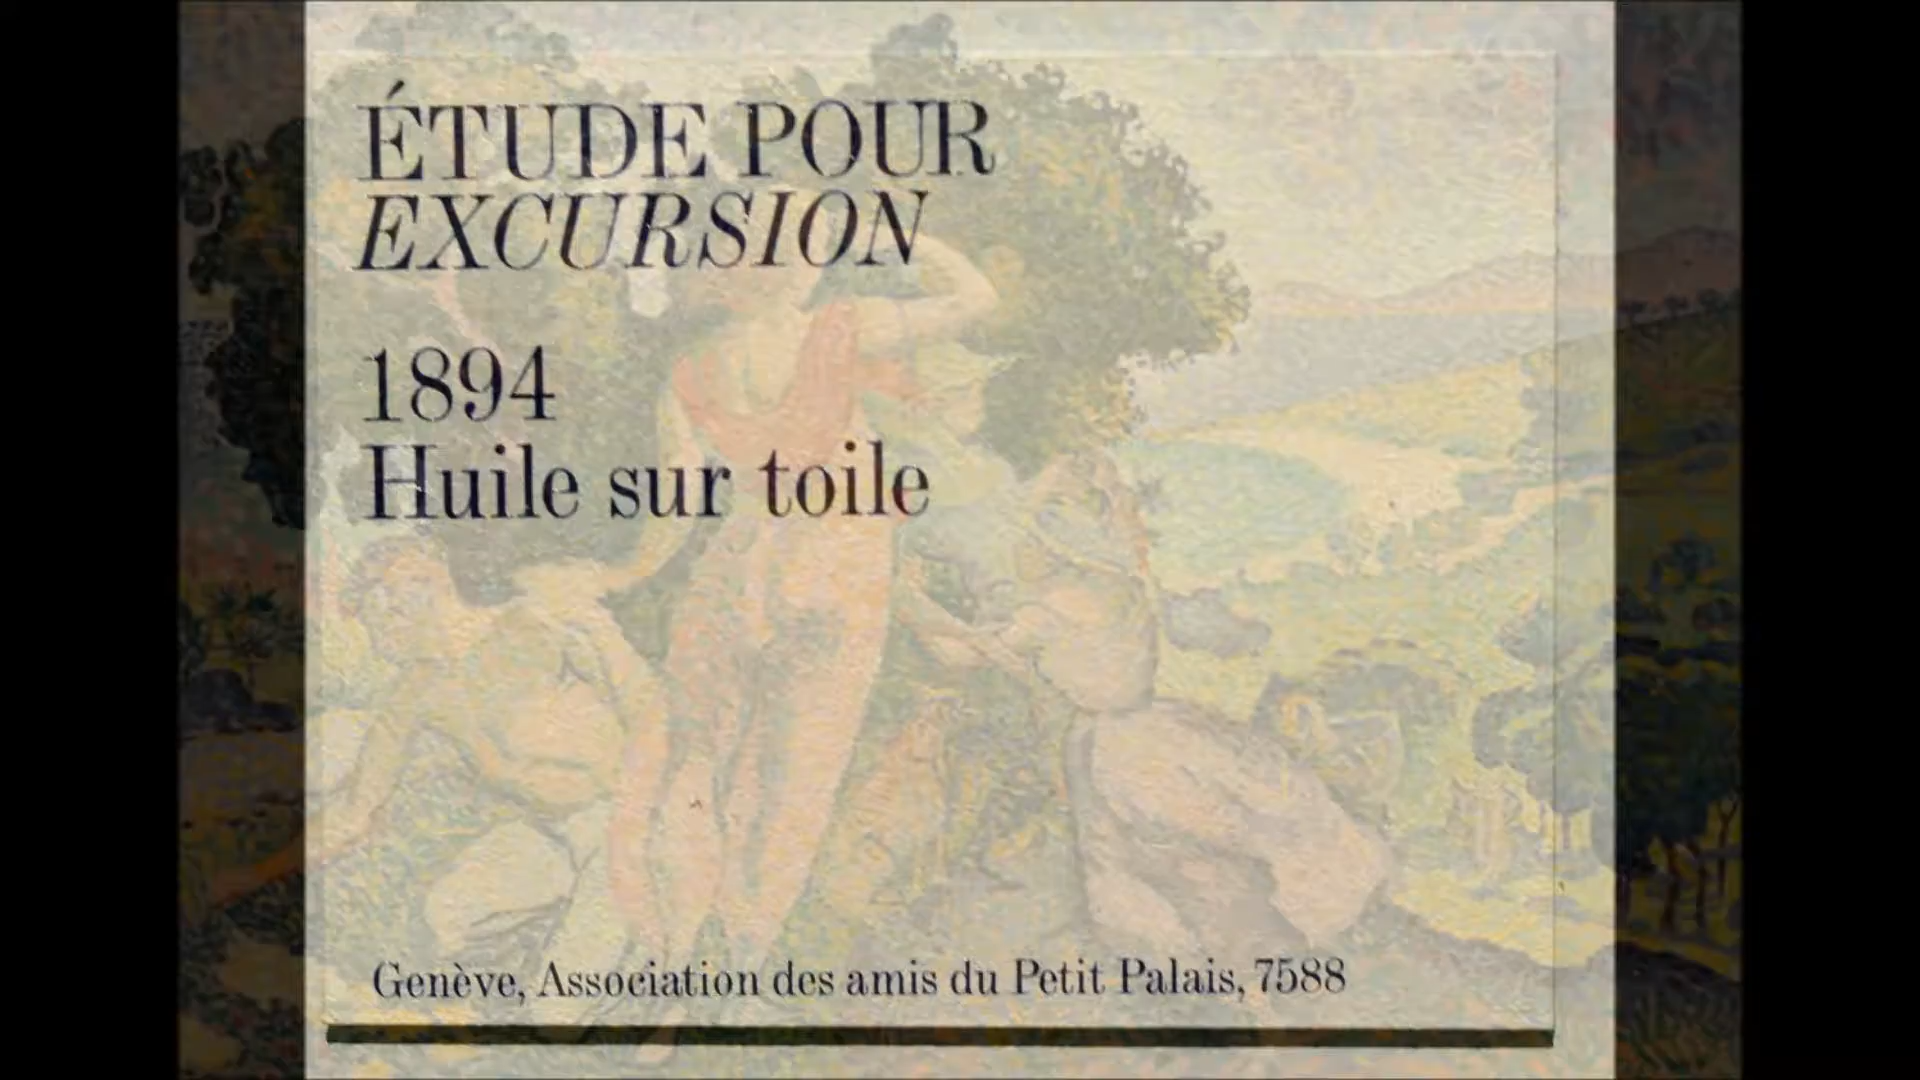 ÉTUDE POUR
EXCURSION
1894
Huile sur toile
Genève, Association des amis du Petit Palais, 7588